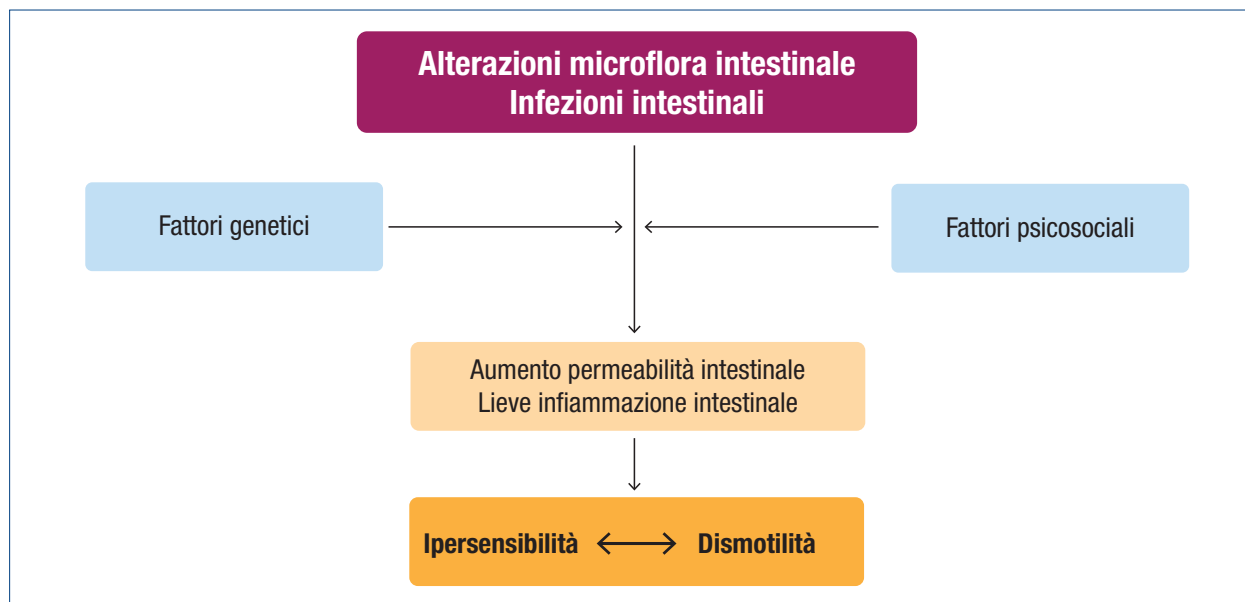 Alterazioni microflora intestinale
Infezioni intestinali
Fattori genetici
Fattori psicosociali
Aumento permeabilità intestinale
Lieve infiammazione intestinale
Ipersensibilità Dismotilità